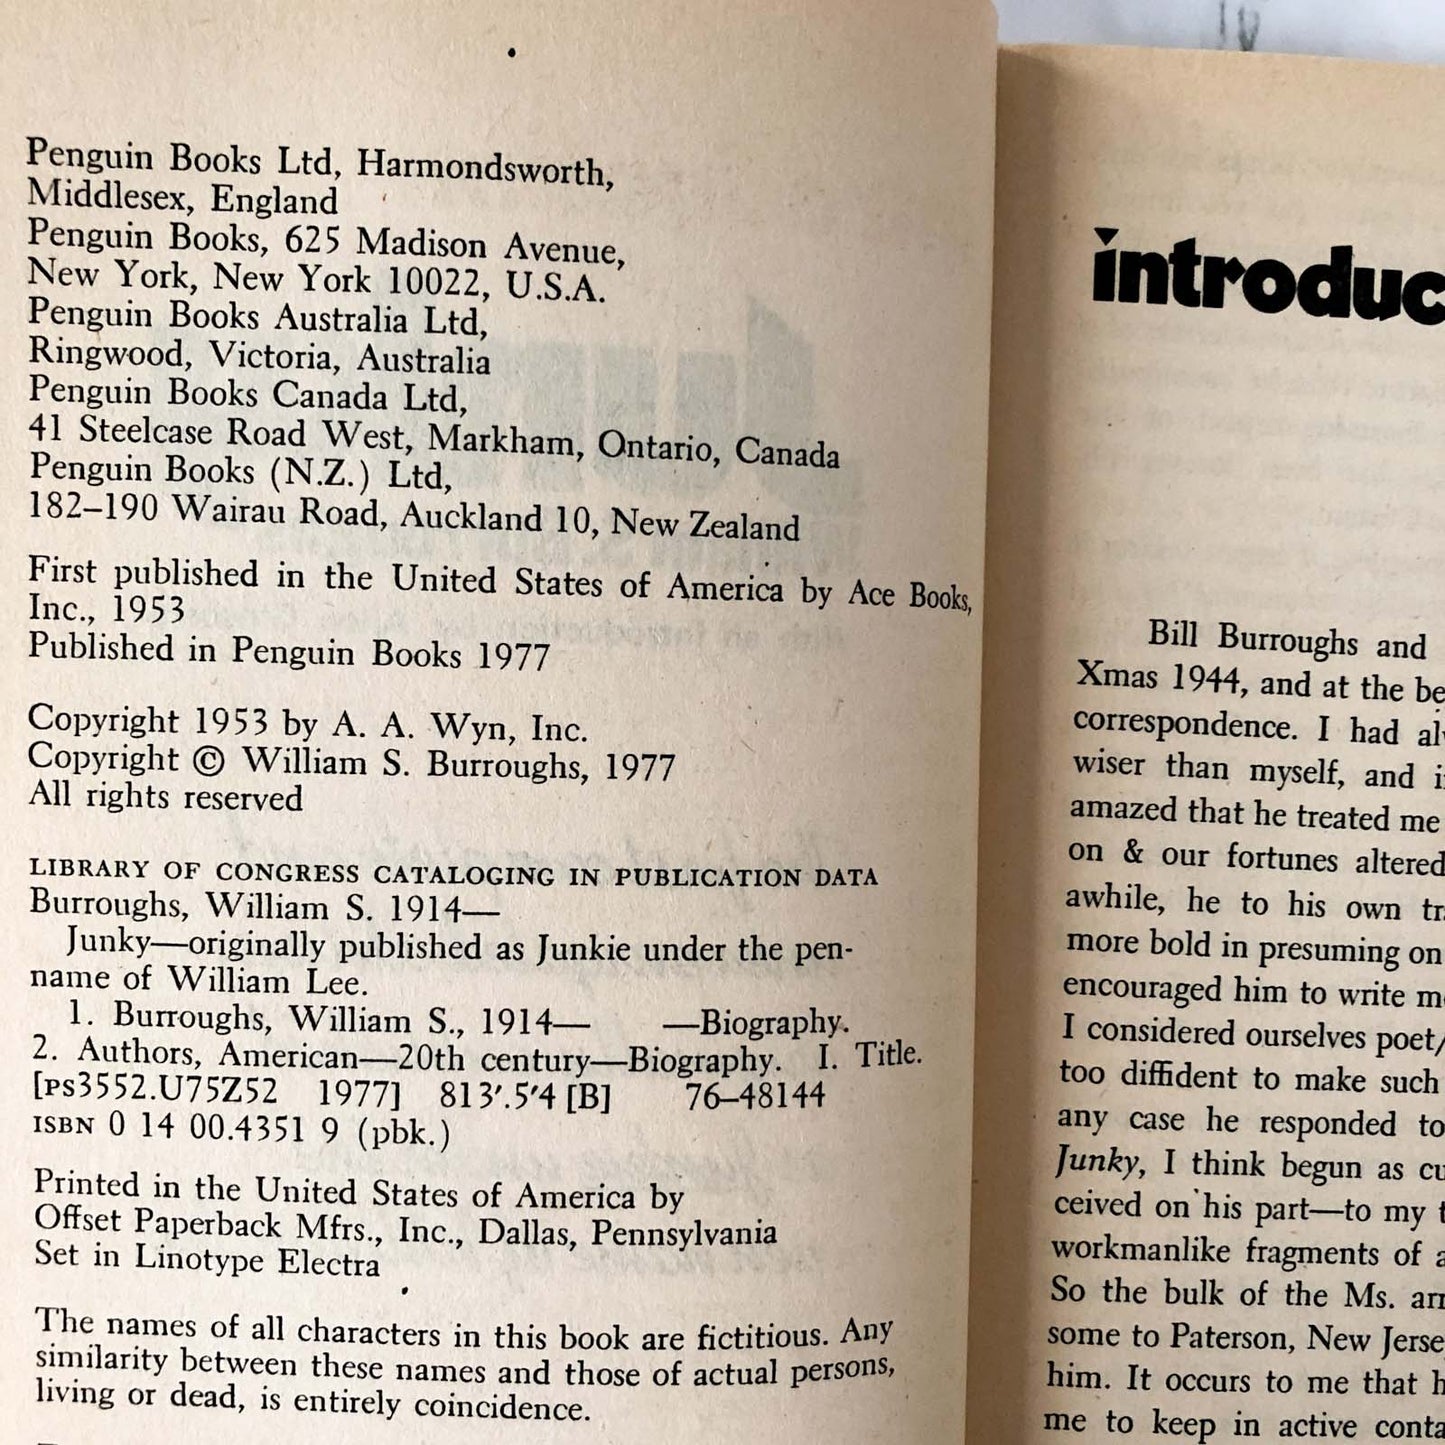 Penguin Books Ltd, Harmondsworth,
Middlesex, England
Penguin Books, 625 Madison Avenue,
New York, New York 10022, U.S.A.
Penguin Books Australia Ltd,
Ringwood, Victoria, Australia
Penguin Books Canada Ltd,
41 Steelcase Road West, Markham, Ontario, Canada
Penguin Books (N.Z.) Ltd,
182–190 Wairau Road, Auckland 10, New Zealand
First published in the United States of America by Ace Books,
Inc., 1953
Published in Penguin Books 1977
Copyright 1953 by A. A. Wyn, Inc.
Copyright © William S. Burroughs, 1977
All rights reserved
LIBRARY OF CONGRESS CATALOGING IN PUBLICATION DATA
Burroughs, William S. 1914—
Junky—originally published as Junkie under the pen-
name of William Lee.
1. Burroughs, William S., 1914— —Biography.
2. Authors, American—20th century—Biography. I. Title.
[PS3552.U75Z52 1977] 813′.5′4 [B] 76–48144
ISBN 0 14 00.4351 9 (pbk.)
Printed in the United States of America by
Offset Paperback Mfrs., Inc., Dallas, Pennsylvania
Set in Linotype Electra
The names of all characters in this book are fictitious. Any
similarity between these names and those of actual persons,
living or dead, is entirely coincidence.
introduc
Bill Burroughs and
Xmas 1944, and at the be
correspondence. I had al
wiser than myself, and i
amazed that he treated me
on & our fortunes altered
awhile, he to his own tr
more bold in presuming on
encouraged him to write m
I considered ourselves poet/
too diffident to make such
any case he responded to
Junky, I think begun as cu
ceived on his part—to my t
workmanlike fragments of a
So the bulk of the Ms. arr
some to Paterson, New Jerse
him. It occurs to me that h
me to keep in active conta